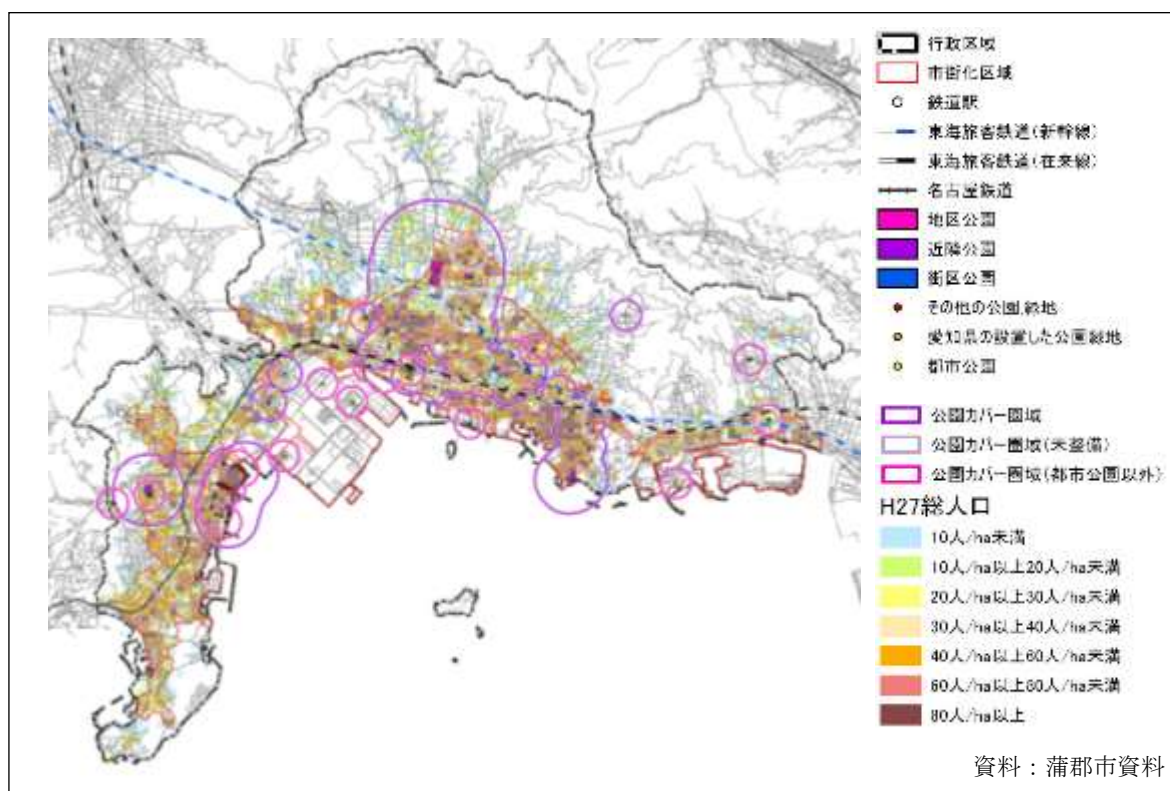 行政区域
市街化区域
鉄道駅
東海旅客鉄道(新幹線)
東海旅客鉄道(在来線)
名古屋鉄道
地区公園
近隣公園
街区公園
その他の公園,緑地
愛知県の設置した公園緑地
都市公園
公園カバー圏域
公園カバー圏域(未整備)
公園カバー圏域(都市公園以外)
H27総人口
10人/ha未満
10人/ha以上20人/ha未満
20人/ha以上30人/ha未満
30人/ha以上40人/ha未満
40人/ha以上60人/ha未満
60人/ha以上80人/ha未満
80人/ha以上
資料：蒲郡市資料